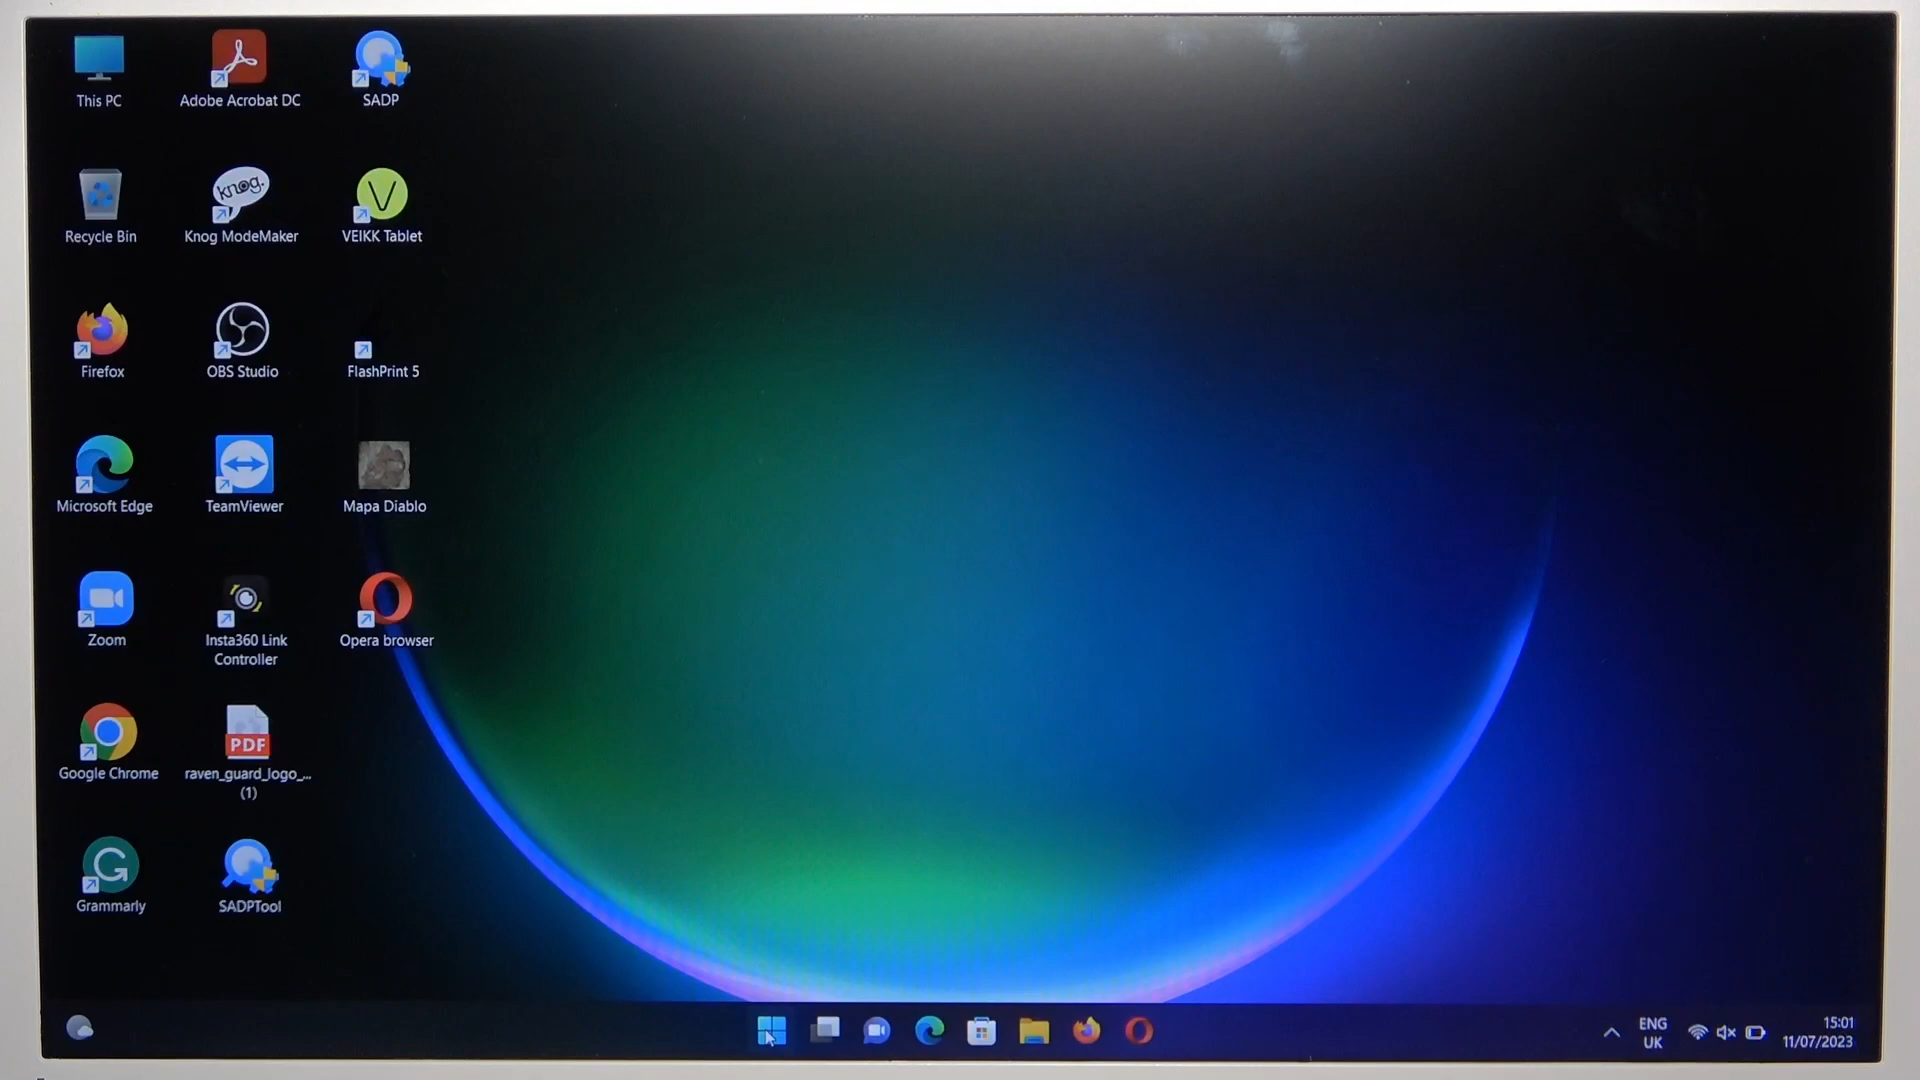 This PC
Adobe Acrobat DC
SADP
knog.
V
Recycle Bin
Knog ModeMaker
VEIKK Tablet
Firefox
OBS Studio
FlashPrint 5
Microsoft Edge
TeamViewer
Mapa Diablo
Zoom
Insta360 Link
Controller
Opera browser
PDF
Google Chrome
raven_guard_logo_...
(1)
G
Grammarly
SADPTool
ENG
UK
15:01
11/07/2023